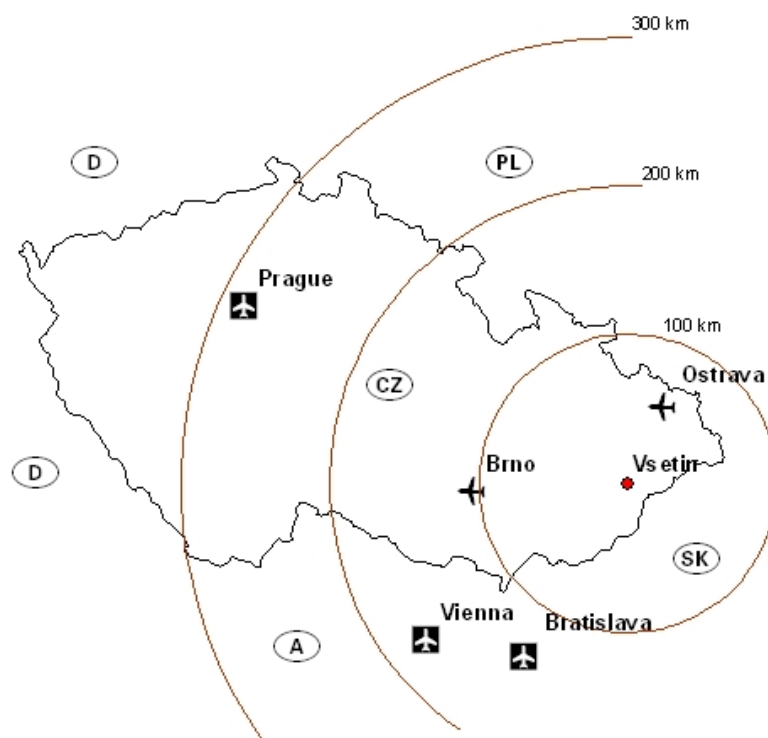 300 km
D
PL
200 km
Prague
100 km
CZ
Ostrava
D
Brno
Vsetin
SK
Vienna
Bratislava
A